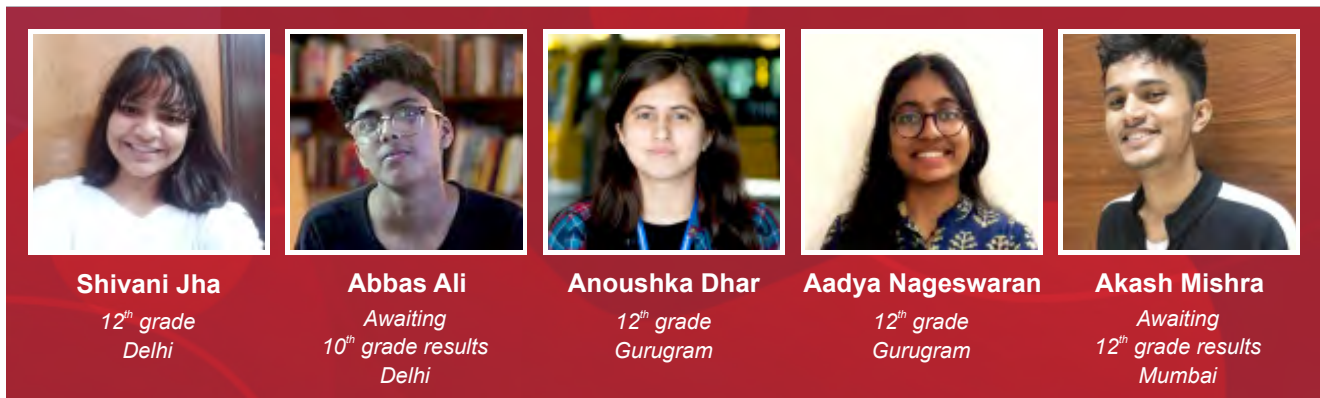 Shivani Jha
12th grade
Delhi
Abbas Ali
Awaiting
10th grade results
Delhi
Anoushka Dhar
12th grade
Gurugram
Aadya Nageswaran
12th grade
Gurugram
Akash Mishra
Awaiting
12th grade results
Mumbai